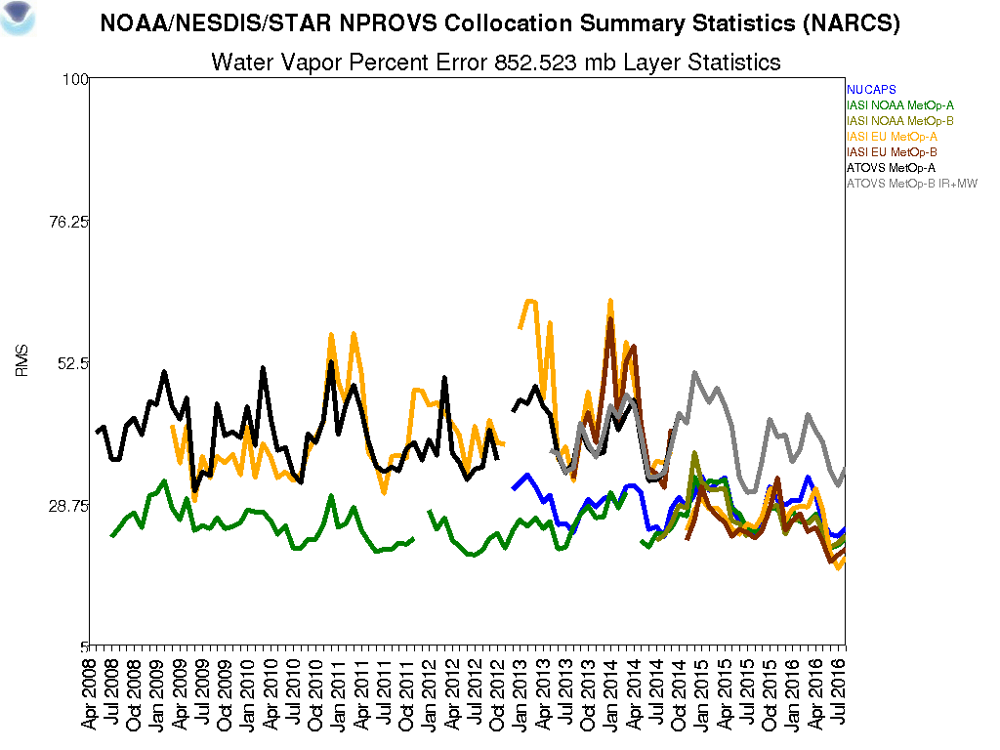 NOAA/NESDIS/STAR NPROVS Collocation Summary Statistics (NARCS)
Water Vapor Percent Error 852.523 mb Layer Statistics
100
76.25
52.5
28.75
5
RMS
NUCAPS
IASI NOAA MetOp-A
IASI NOAA MetOp-B
IASI EU MetOp-A
IASI EU MetOp-B
ATOVS MetOp-A
ATOVS MetOp-B IR+MW
Apr 2008
Jul 2008
Oct 2008
Jan 2009
Apr 2009
Jul 2009
Oct 2009
Jan 2010
Apr 2010
Jul 2010
Oct 2010
Jan 2011
Apr 2011
Jul 2011
Oct 2011
Jan 2012
Apr 2012
Jul 2012
Oct 2012
Jan 2013
Apr 2013
Jul 2013
Oct 2013
Jan 2014
Apr 2014
Jul 2014
Oct 2014
Jan 2015
Apr 2015
Jul 2015
Oct 2015
Jan 2016
Apr 2016
Jul 2016